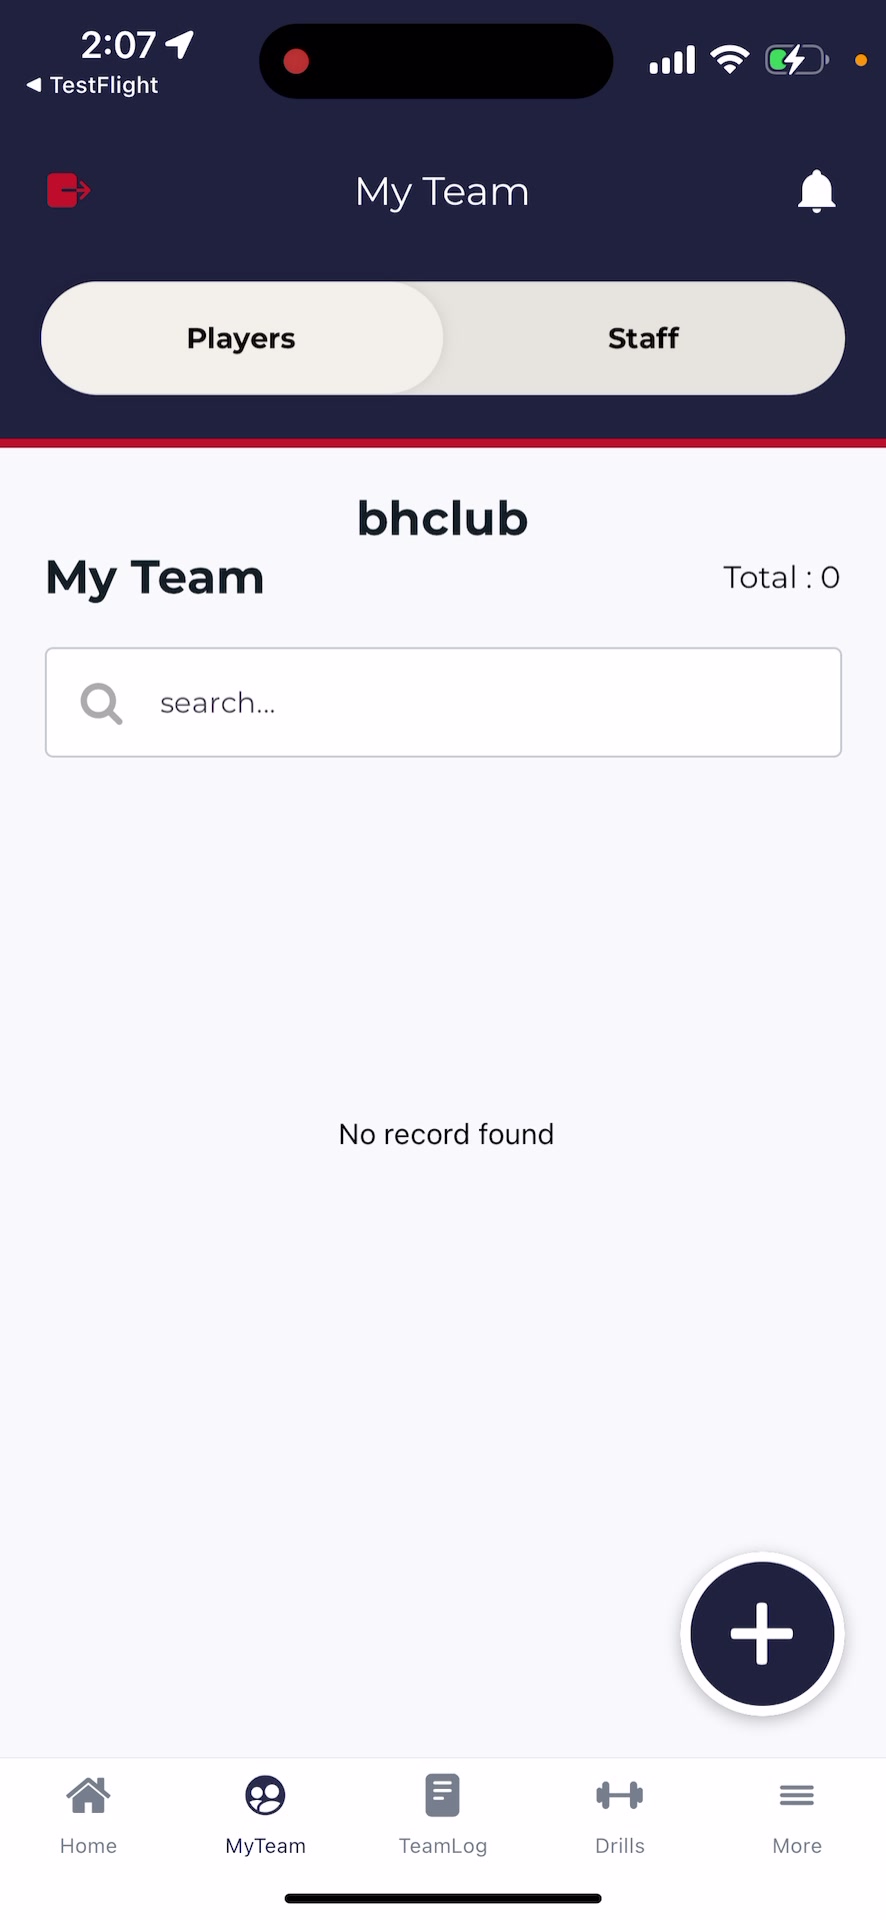 2:07
TestFlight
My Team
Players
Staff
bhclub
My Team
Total : 0
search...
No record found
Home
MyTeam
TeamLog
Drills
More